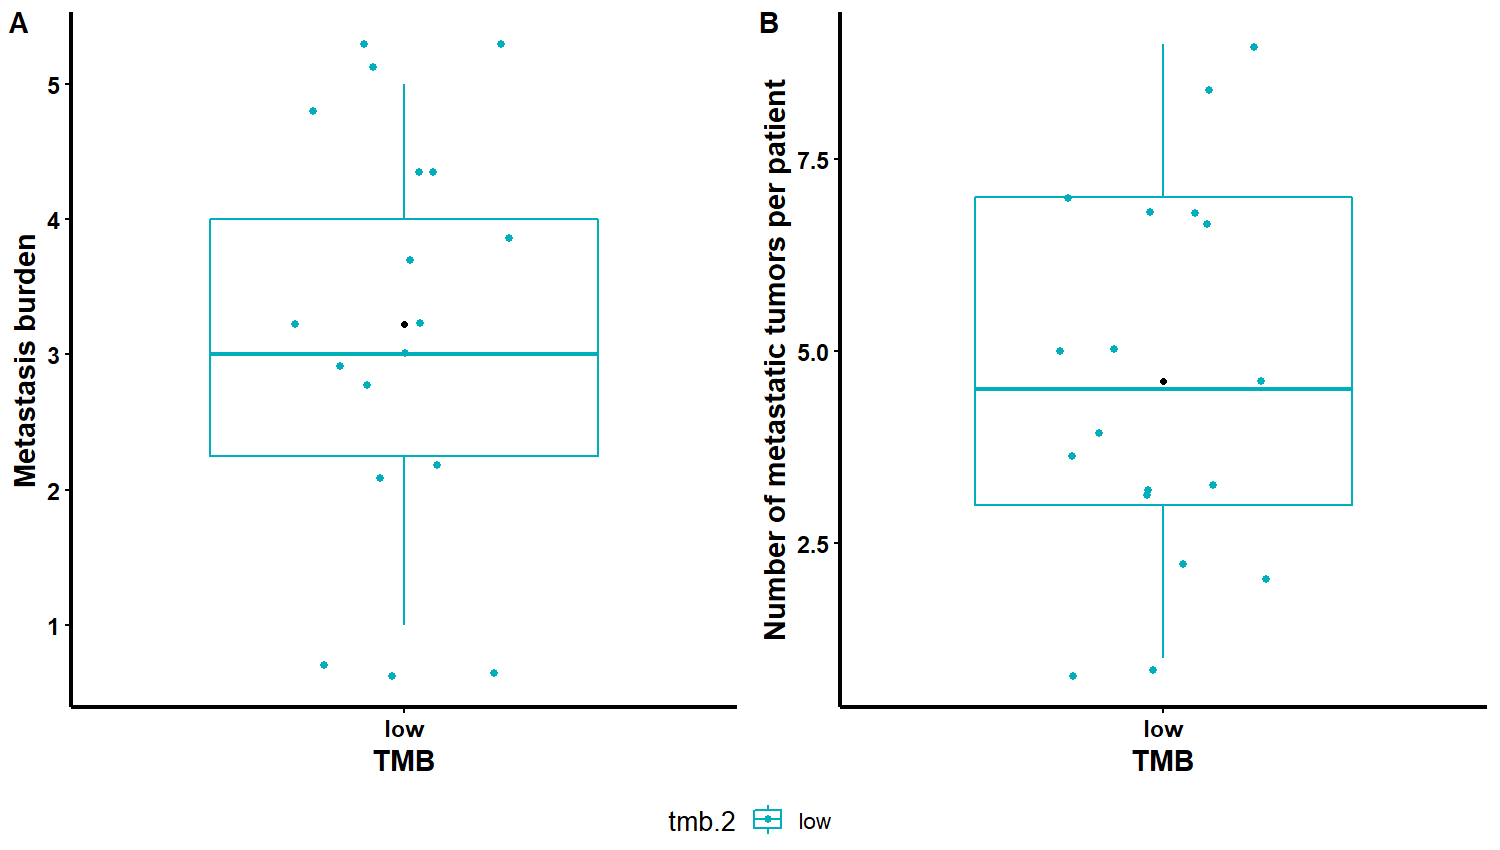 A
Metastasis burden
5
4
3
2
1
low
TMB
B
Number of metastatic tumors per patient
7.5
5.0
2.5
low
TMB
tmb.2 low